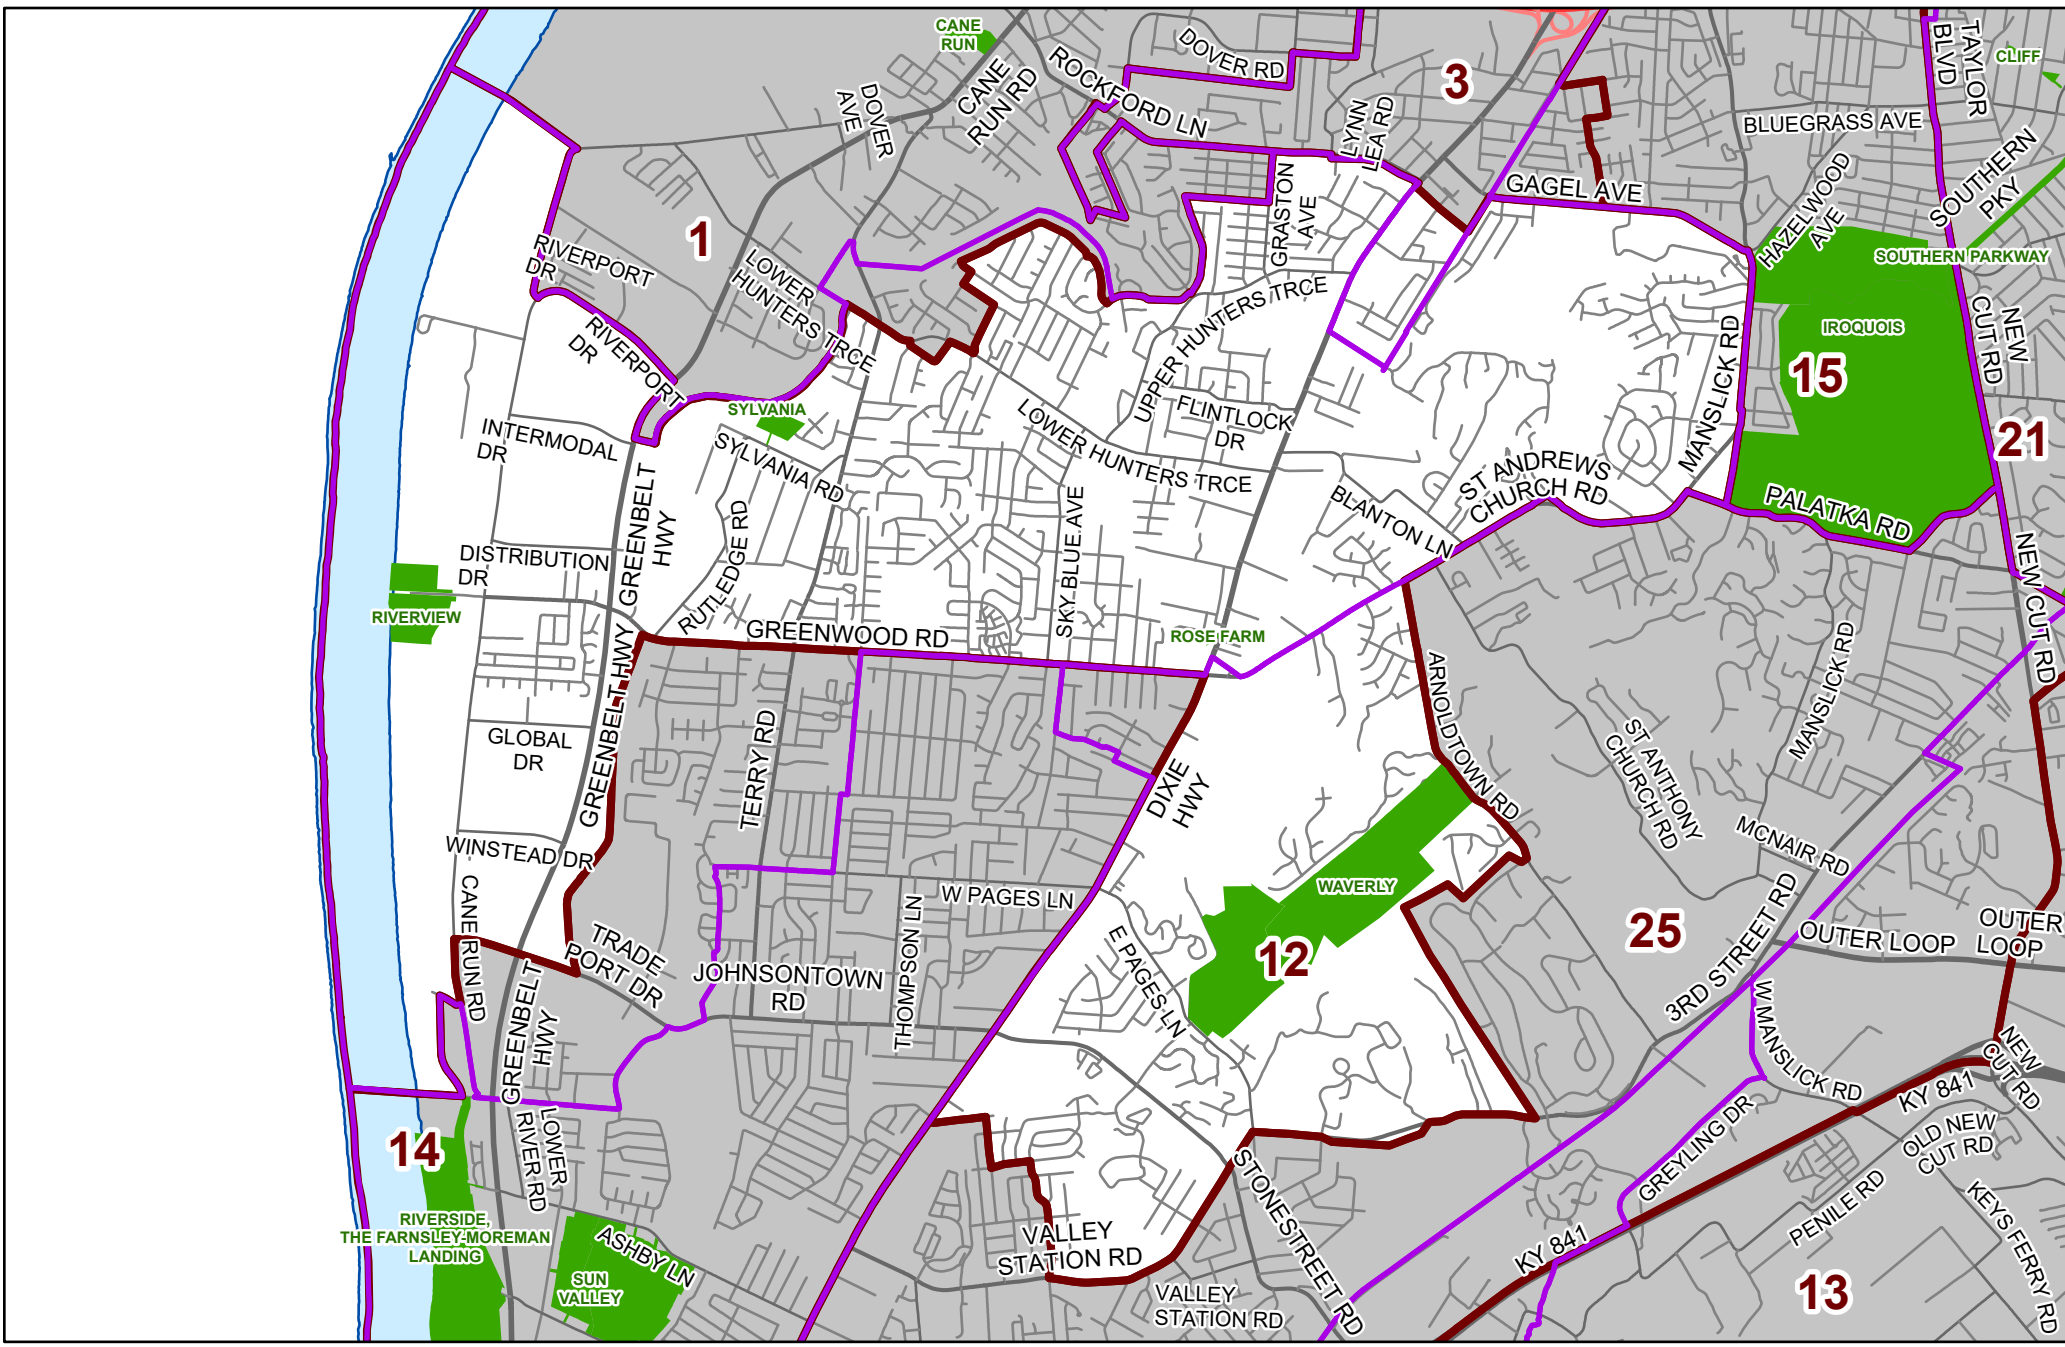 CANE
RUN
DOVER RD
3
TAYLOR
BLVD
CLIFF
ROCKFORD LN
CANE
RUN RD
DOVER
AVE
LYNN
LEA RD
BLUEGRASS AVE
SOUTHERN
PKY
GAGEL AVE
HAZELWOOD
AVE
SOUTHERN PARKWAY
1
RIVERPORT
DR
LOWER
HUNTERS TRCE
GRASTON
AVE
UPPER HUNTERS TRCE
NEW
CUT RD
IROQUOIS
15
MANSLICK RD
RIVERPORT
DR
SYLVANIA
SYLVANIA RD
FLINTLOCK
DR
LOWER HUNTERS TRCE
21
INTERMODAL
DR
GREENBELT
HWY
ST ANDREWS
CHURCH RD
BLANTON LN
PALATKA RD
SKY BLUE AVE
RUTLEDGE RD
DISTRIBUTION
DR
RIVERVIEW
GREENWOOD RD
ROSE FARM
NEW CUT RD
GREENBELT HWY
ARNOLDTOWN RD
MANSLICK RD
ST ANTHONY
CHURCH RD
GLOBAL
DR
TERRY RD
DIXIE
HWY
MCNAIR RD
WINSTEAD DR
WAVERLY
W PAGES LN
THOMPSON LN
CANE RUN RD
12
25
E PAGES LN
3RD STREET RD
OUTER LOOP
OUTER
LOOP
TRADE
PORT DR
JOHNSONTOWN
RD
GREENBELT
HWY
W MANSLICK RD
NEW
CUT RD
KY 841
GREYLING DR
OLD NEW
CUT RD
14
LOWER
RIVER RD
STONESTREET RD
PENILE RD
KEYS FERRY RD
RIVERSIDE,
THE FARNSLEY-MOREMAN
LANDING
ASHBY LN
SUN
VALLEY
VALLEY
STATION RD
KY 841
VALLEY
STATION RD
13